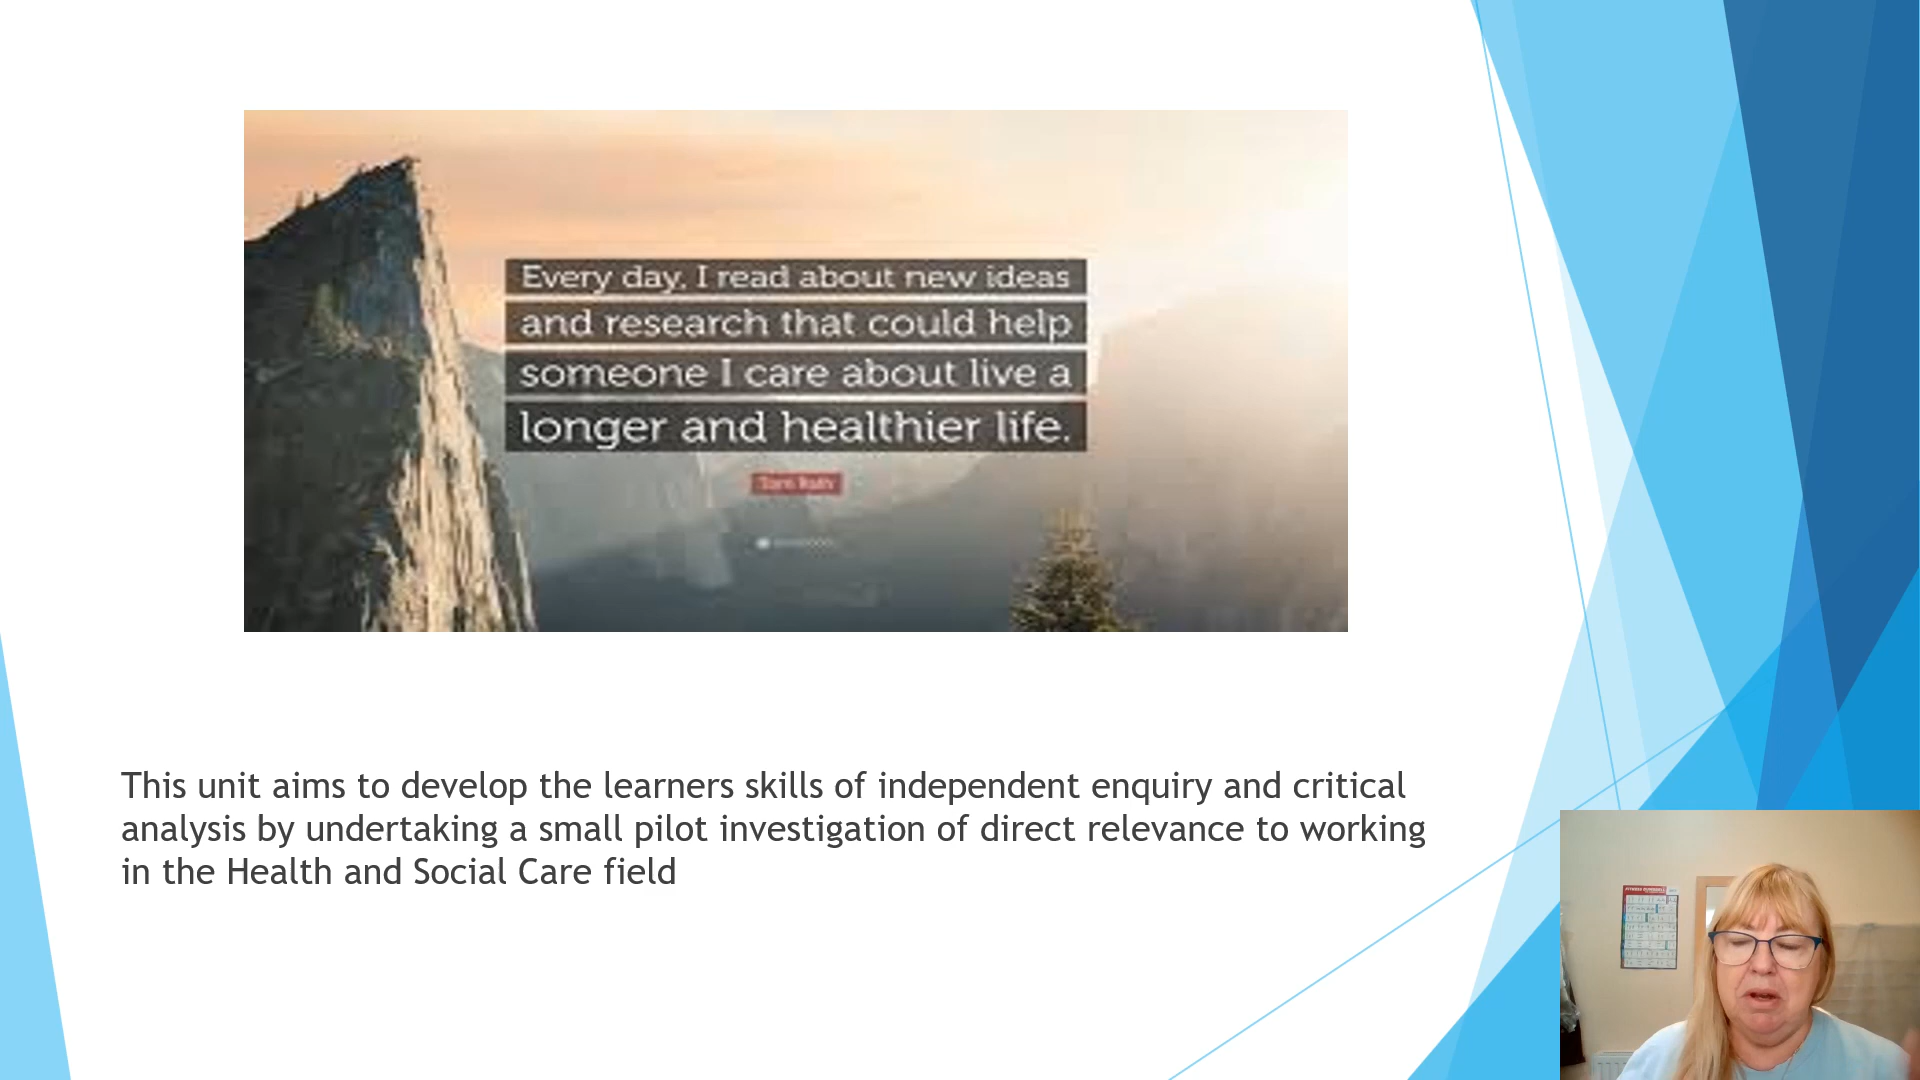 Every day, I read about new ideas
and research that could help
someone I care about live a
longer and healthier life.
Tom Rath
This unit aims to develop the learners skills of independent enquiry and critical
analysis by undertaking a small pilot investigation of direct relevance to working
in the Health and Social Care field